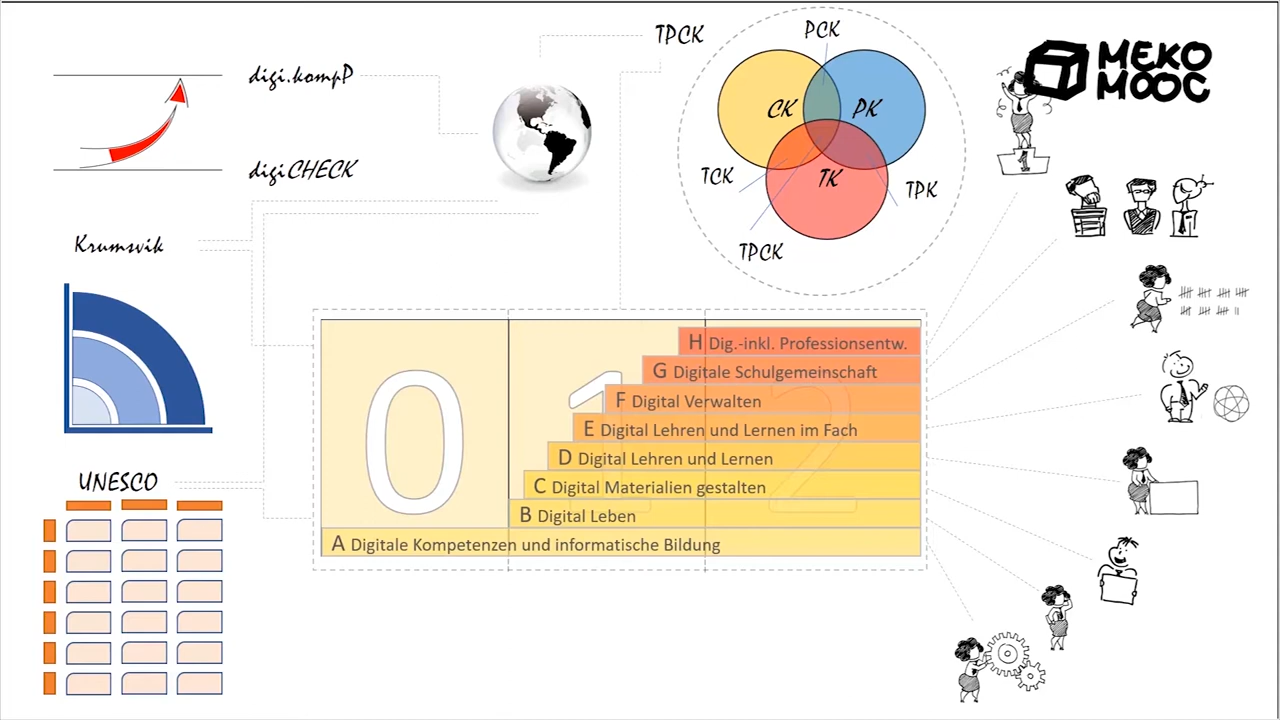 digi.kompP
digiCHECK
Krumsvik
UNESCO
TPCK
PCK
CK
PK
TCK
TK
TPK
TPCK
MEKO
MOOC
1
0
1
2
H Dig.-inkl. Professionsentw.
G Digitale Schulgemeinschaft
F Digital Verwalten
E Digital Lehren und Lernen im Fach
D Digital Lehren und Lernen
C Digital Materialien gestalten
B Digital Leben
A Digitale Kompetenzen und informatische Bildung